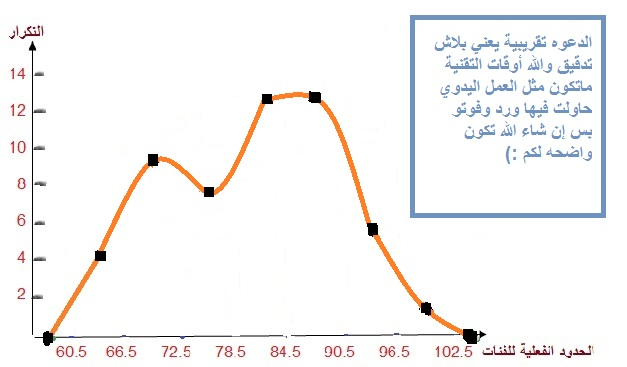 التكرار
الدعوه تقريبية يعني بلاش
تدقيق والله أوقات التقنية
ماتكون مثل العمل اليدوي
حاولت فيها ورد وفوتو
بس إن شاء الله تكون
واضحه لكم :)
14
12
10
8
6
4
2
60.5 66.5 72.5 78.5 84.5 90.5 96.5 102.5 الحدود الفعلية للفئات